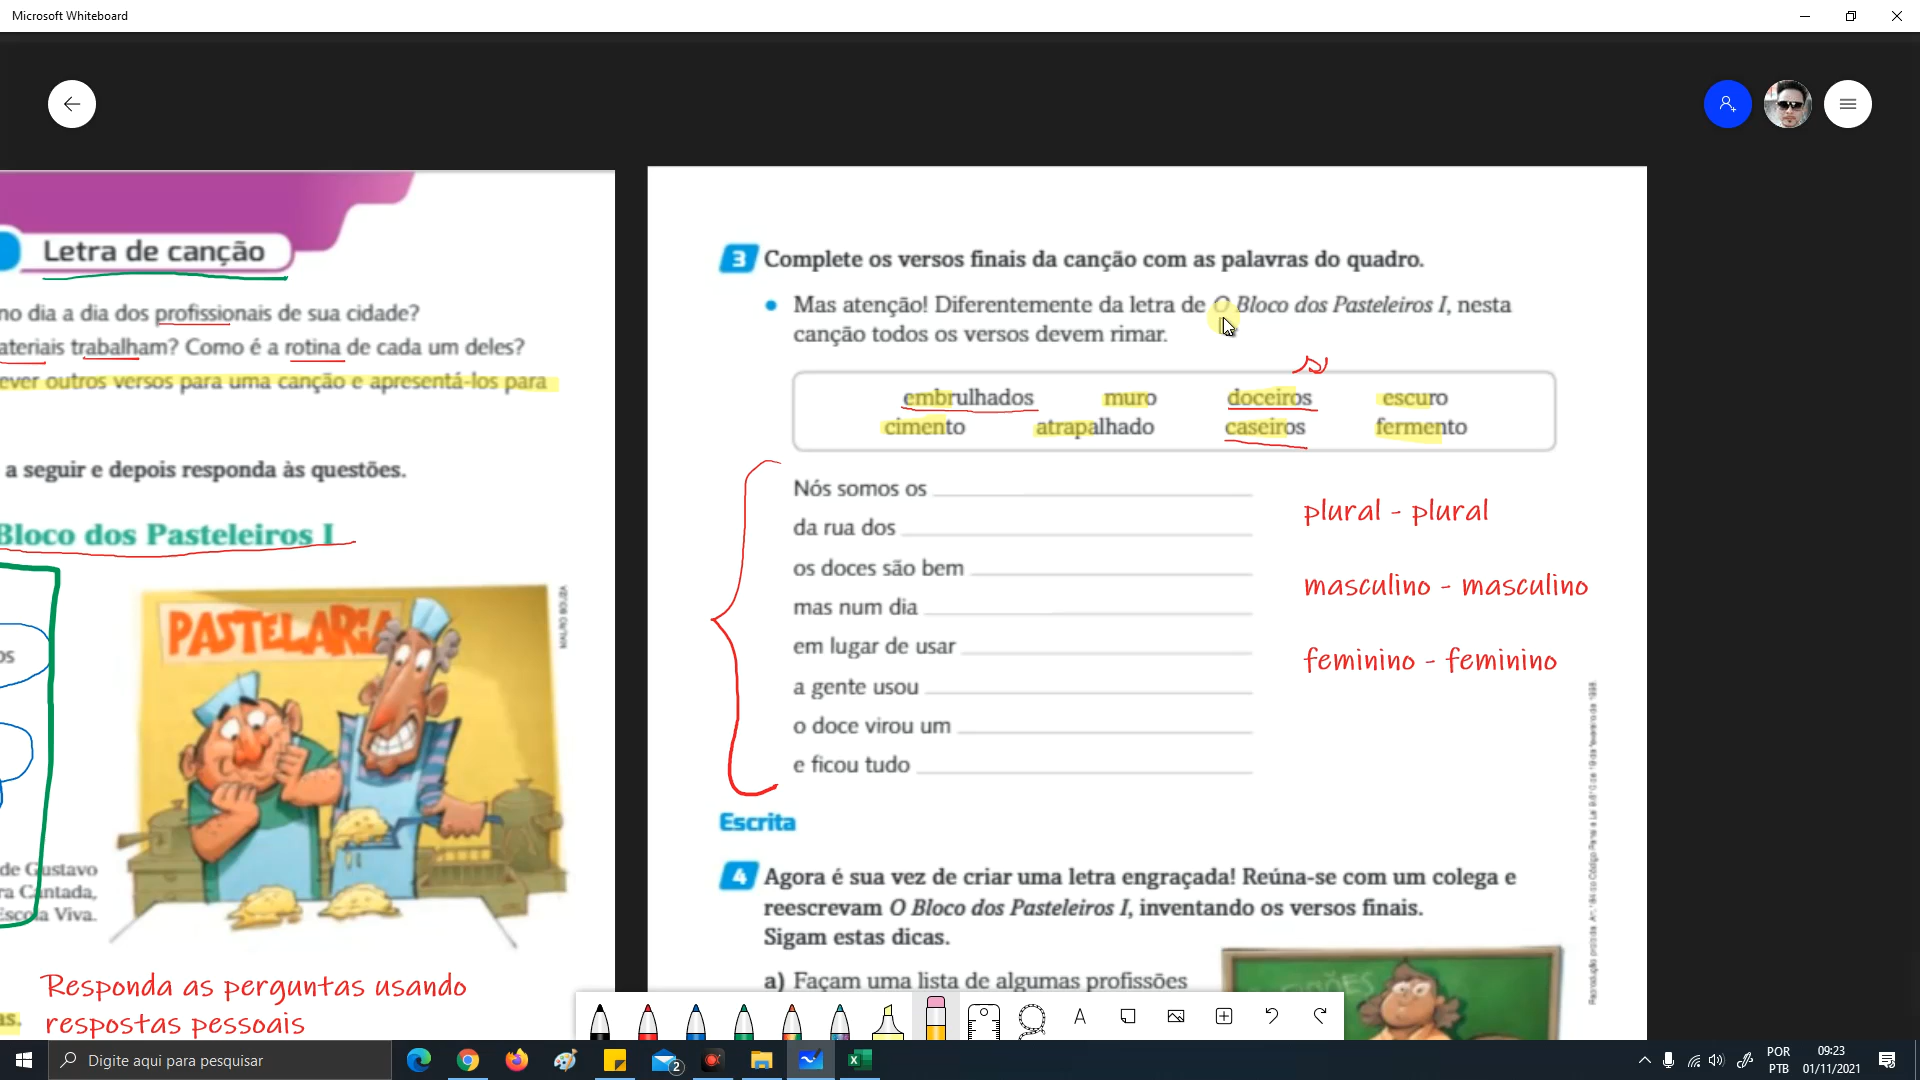 Microsoft Whiteboard
Letra de canção
no dia a dia dos profissionais de sua cidade?
ateriais trabalham? Como é a rotina de cada um deles?
ever outros versos para uma canção e apresentá-los para
a seguir e depois responda às questões.
Bloco dos Pasteleiros I
os
PASTELARIA
de Gustavo
ra Cantada,
Escola Viva.
Responda as perguntas usando
as.
respostas pessoais
3 Complete os versos finais da canção com as palavras do quadro.
Mas atenção! Diferentemente da letra de O Bloco dos Pasteleiros I, nesta
canção todos os versos devem rimar.
s
embrulhados muro doceiros escuro
cimento atrapalhado caseiros fermento
Nós somos os
da rua dos
os doces são bem
mas num dia
em lugar de usar
a gente usou
o doce virou um
e ficou tudo
plural - plural
masculino - masculino
feminino - feminino
Escrita
4 Agora é sua vez de criar uma letra engraçada! Reúna-se com um colega e
reescrevam O Bloco dos Pasteleiros I, inventando os versos finais.
Sigam estas dicas.
a) Façam uma lista de algumas profissões
Digite aqui para pesquisar
2
POR
PTB
09:23
01/11/2021